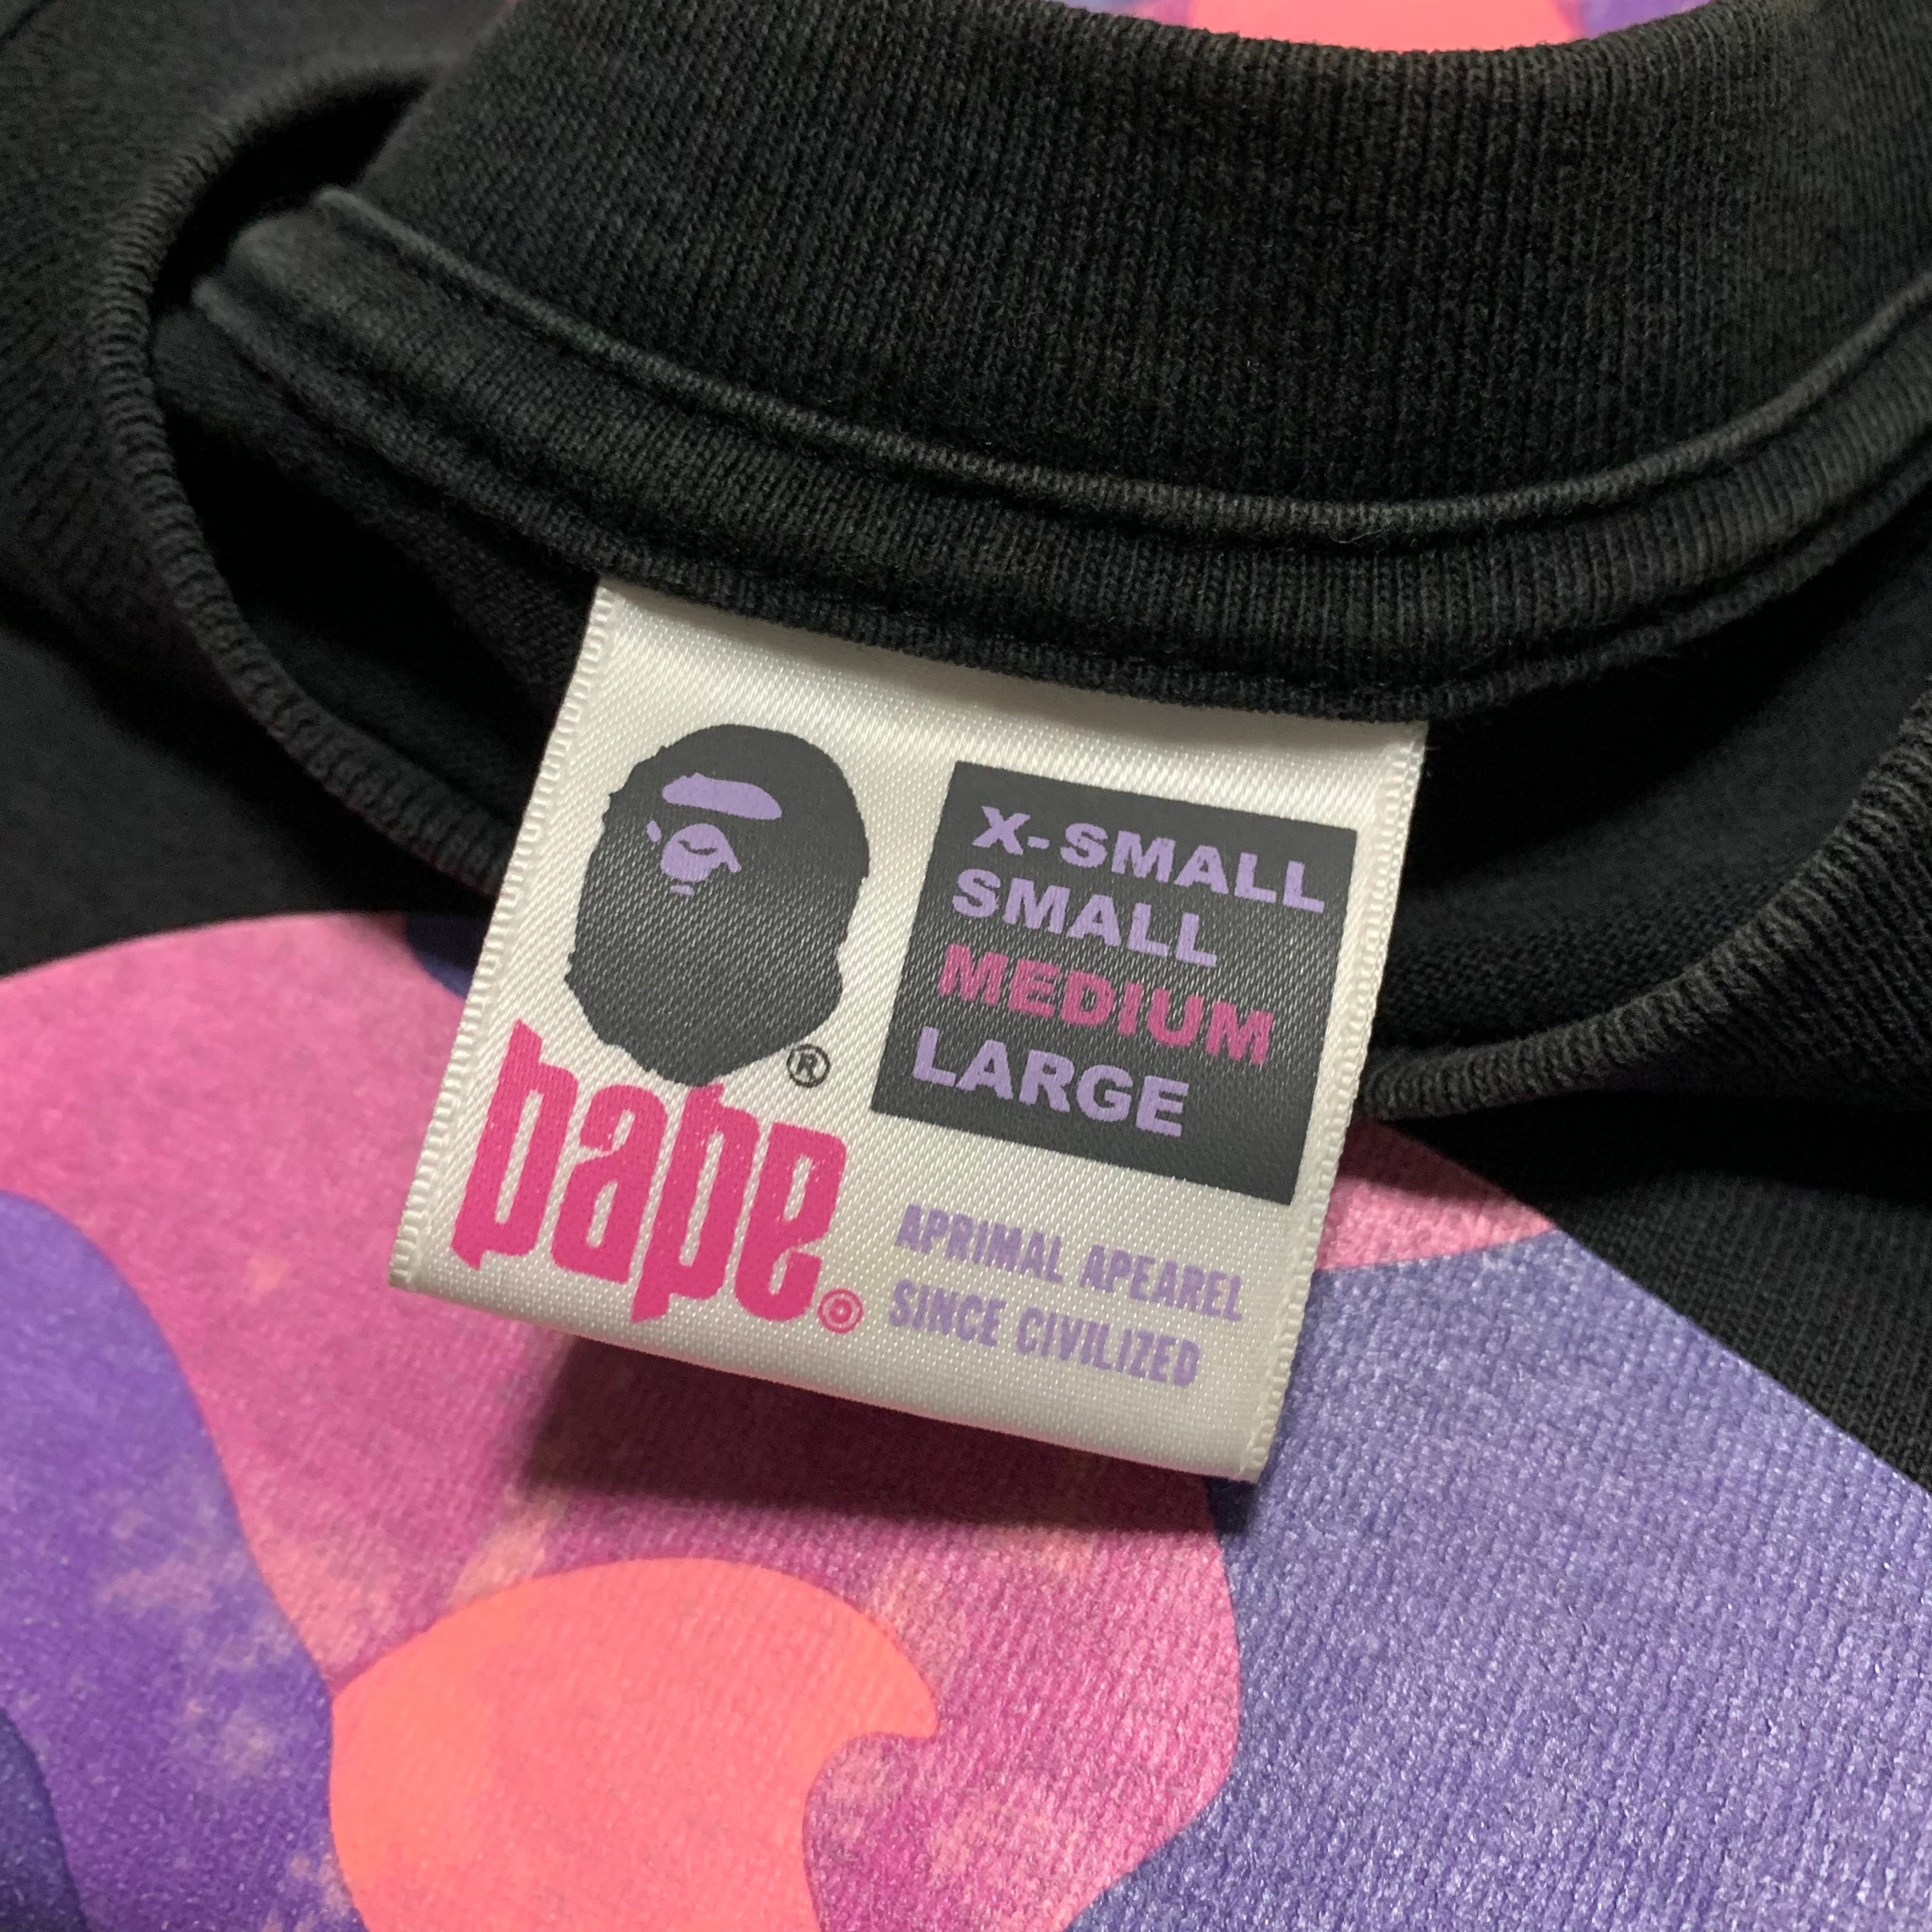 X-SMALL
SMALL
MEDIUM
LARGE
®
bape®
APRIMAL APEAREL
SINCE CIVILIZED